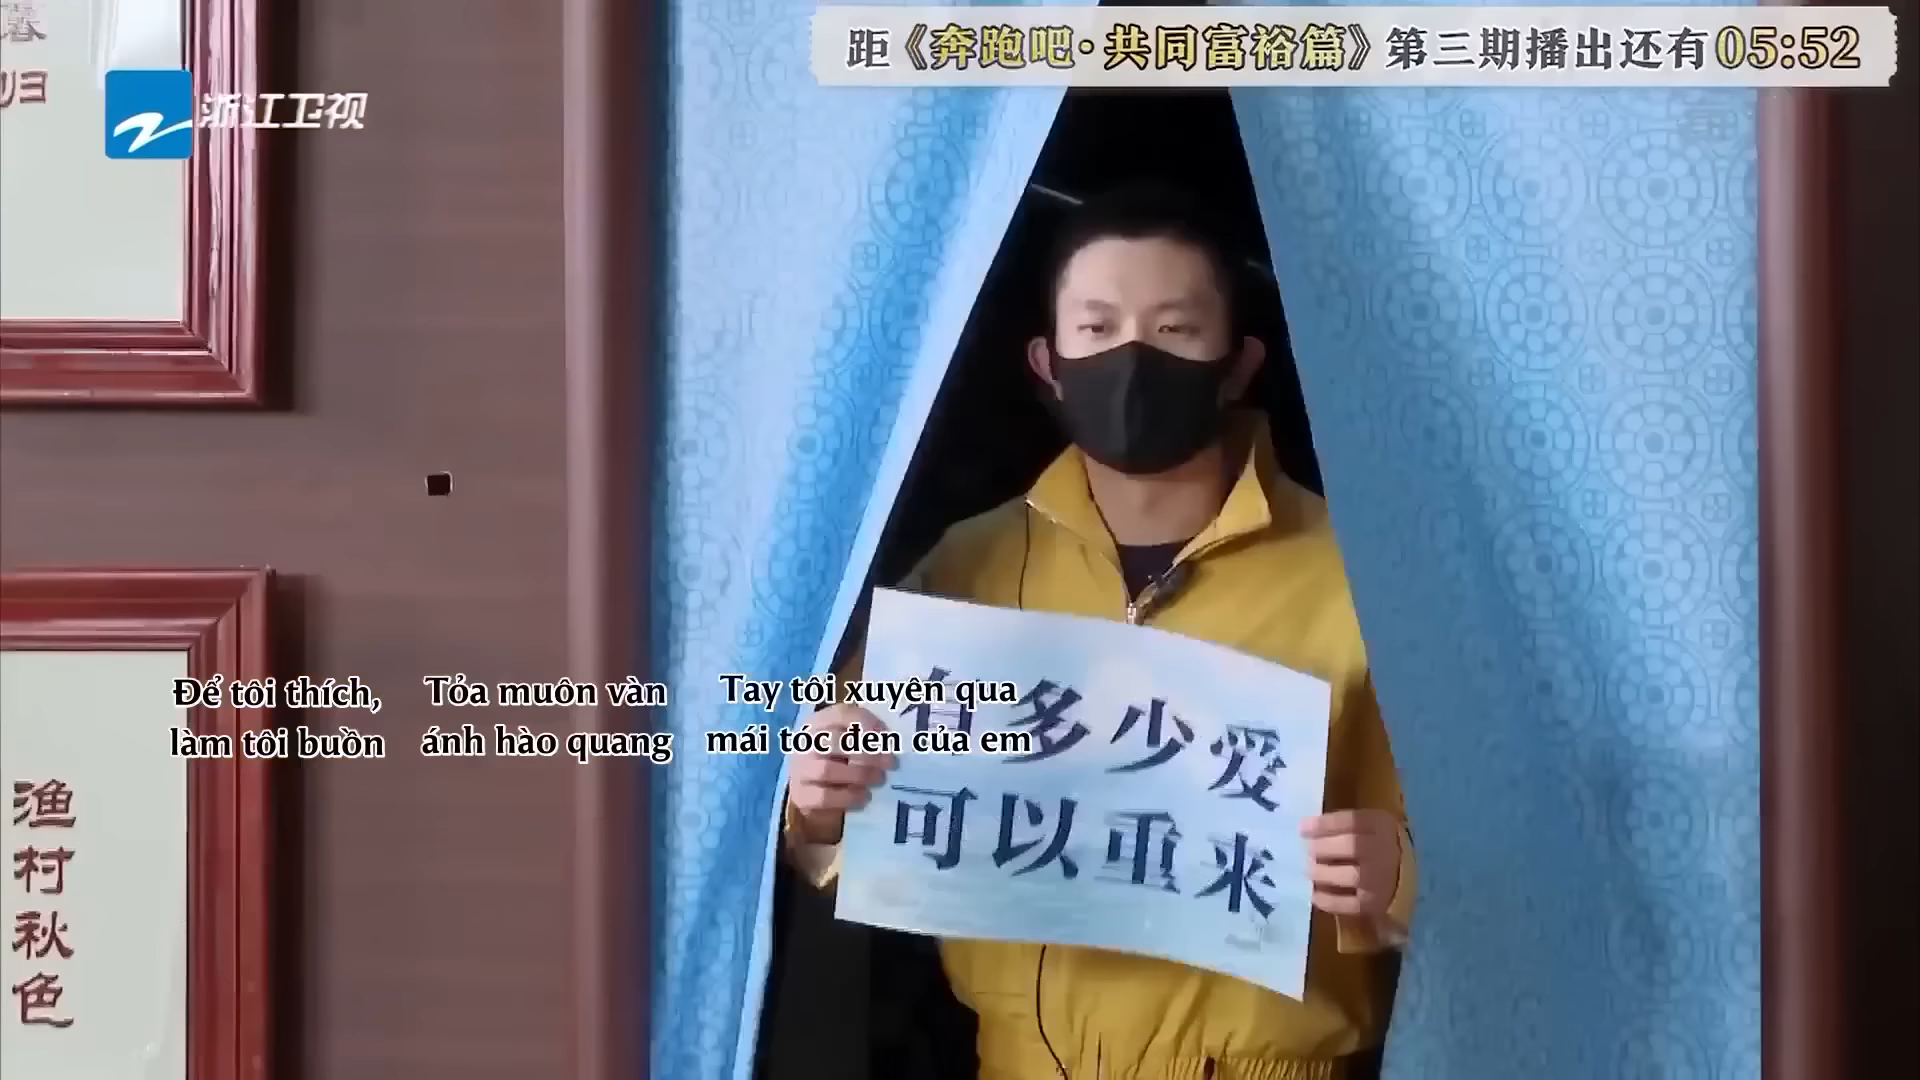 距《奔跑吧·共同富裕篇》第三期播出还有05:52
归
浙江卫视
Để tôi thích,
làm tôi buồn
Tỏa muôn vàn
ánh hào quang
Tay tôi xuyên qua
mái tóc đen của em
有多少爱
可以重来
渔村秋色